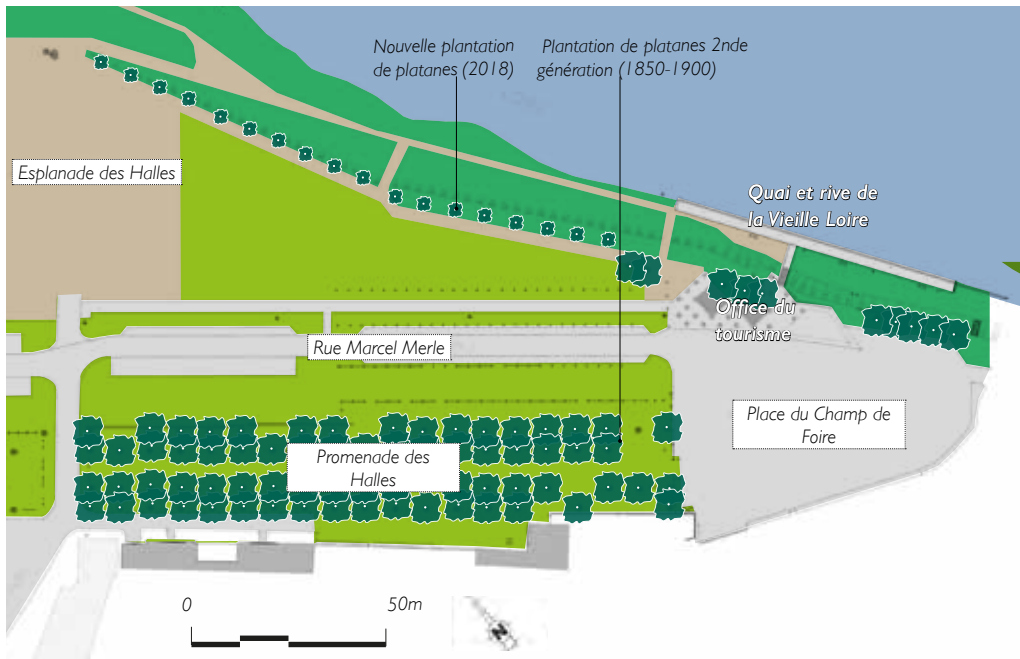 Nouvelle plantation
de platanes (2018)
Plantation de platanes 2nde
génération (1850-1900)
Esplanade des Halles
Quai et rive de
la Vieille Loire
Office du
tourisme
Rue Marcel Merle
Place du Champ de
Foire
Promenade des
Halles
0
50m
N